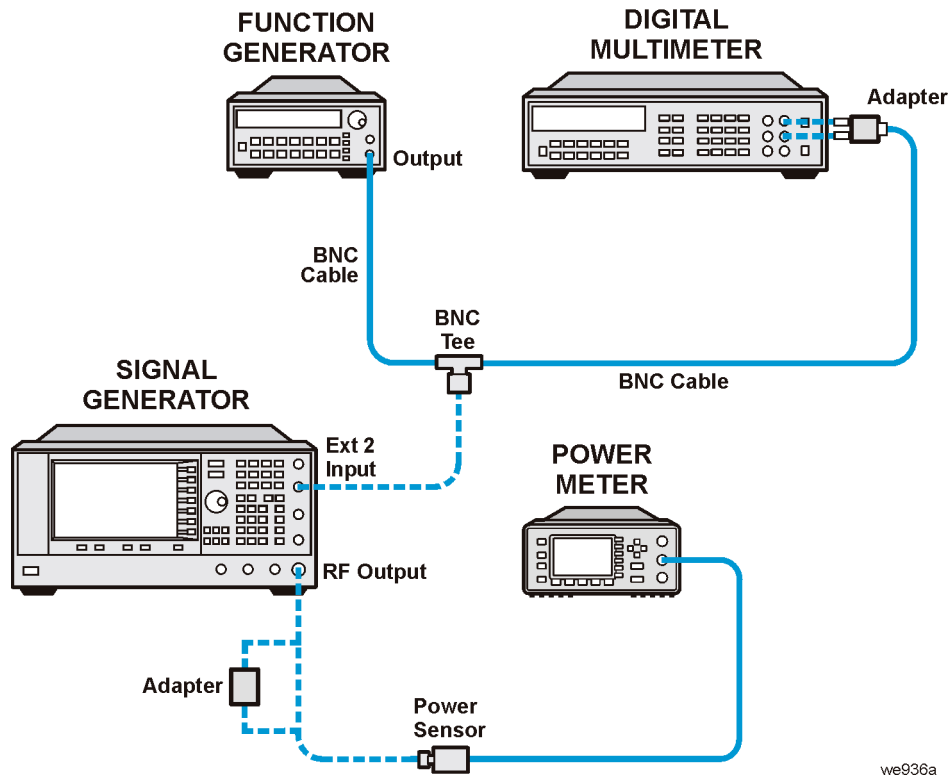 FUNCTION
GENERATOR
DIGITAL
MULTIMETER
Adapter
Output
BNC
Cable
BNC
Tee
BNC Cable
SIGNAL
GENERATOR
Ext 2
Input
POWER
METER
RF Output
Adapter
Power
Sensor
we936a